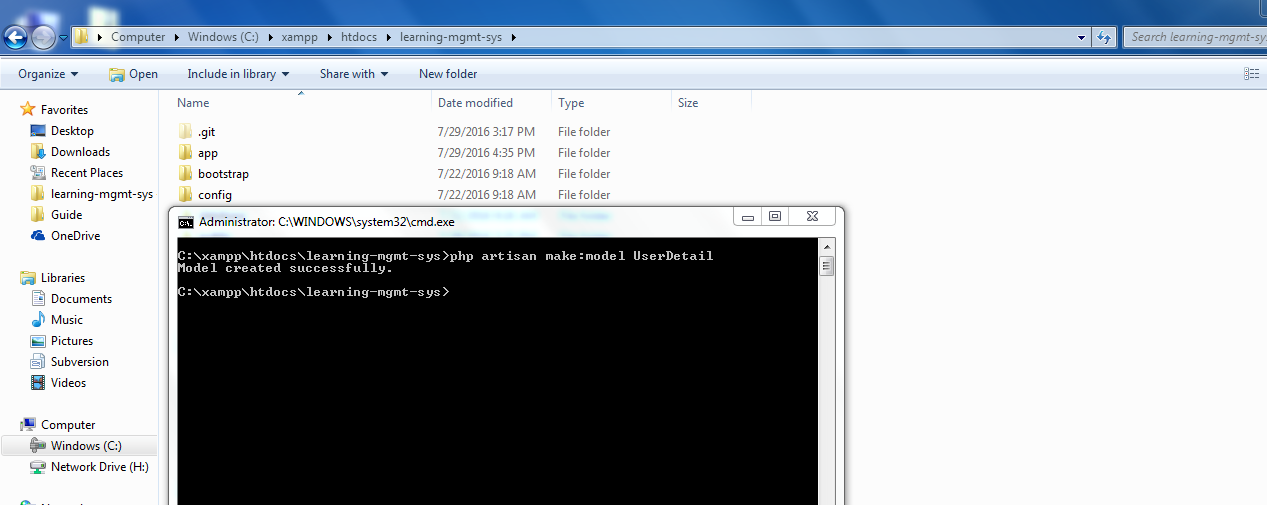 Computer Windows (C:) xampp htdocs learning-mgmt-sys
Search learning-mgmt-sy
Organize Open Include in library Share with New folder
Favorites
Desktop
Downloads
Recent Places
learning-mgmt-sys
Guide
OneDrive
Libraries
Documents
Music
Pictures
Subversion
Videos
Computer
Windows (C:)
Network Drive (H:)
Name Date modified Type Size
.git 7/29/2016 3:17 PM File folder
app 7/29/2016 4:35 PM File folder
bootstrap 7/22/2016 9:18 AM File folder
config 7/22/2016 9:18 AM File folder
Administrator: C:\WINDOWS\system32\cmd.exe
C:\xampp\htdocs\learning-mgmt-sys>php artisan make:model UserDetail
Model created successfully.
C:\xampp\htdocs\learning-mgmt-sys>